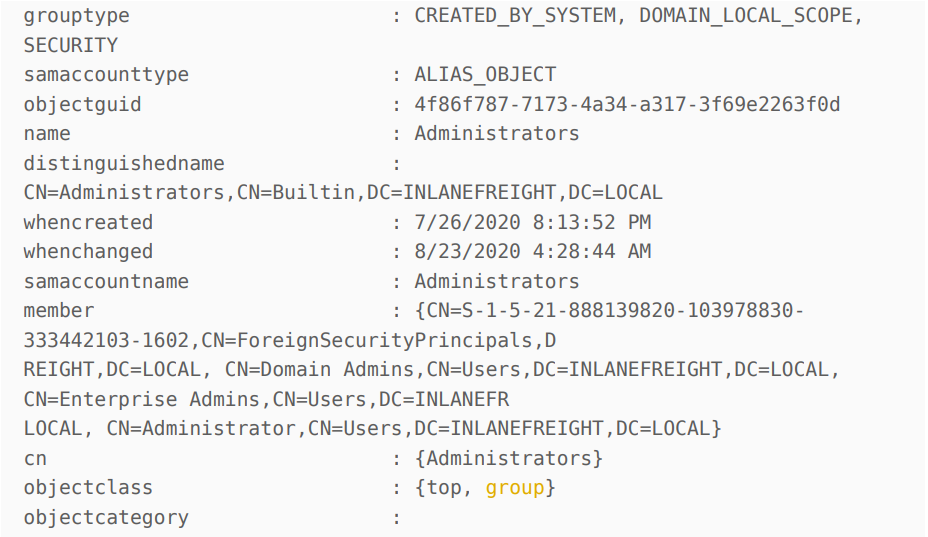 grouptype : CREATED_BY_SYSTEM, DOMAIN_LOCAL_SCOPE,
SECURITY
samaccounttype : ALIAS_OBJECT
objectguid : 4f86f787-7173-4a34-a317-3f69e2263f0d
name : Administrators
distinguishedname :
CN=Administrators,CN=Builtin,DC=INLANEFREIGHT,DC=LOCAL
whencreated : 7/26/2020 8:13:52 PM
whenchanged : 8/23/2020 4:28:44 AM
samaccountname : Administrators
member : {CN=S-1-5-21-888139820-103978830-
333442103-1602,CN=ForeignSecurityPrincipals,D
REIGHT,DC=LOCAL, CN=Domain Admins,CN=Users,DC=INLANEFREIGHT,DC=LOCAL,
CN=Enterprise Admins,CN=Users,DC=INLANEFR
LOCAL, CN=Administrator,CN=Users,DC=INLANEFREIGHT,DC=LOCAL}
cn : {Administrators}
objectclass : {top, group}
objectcategory :